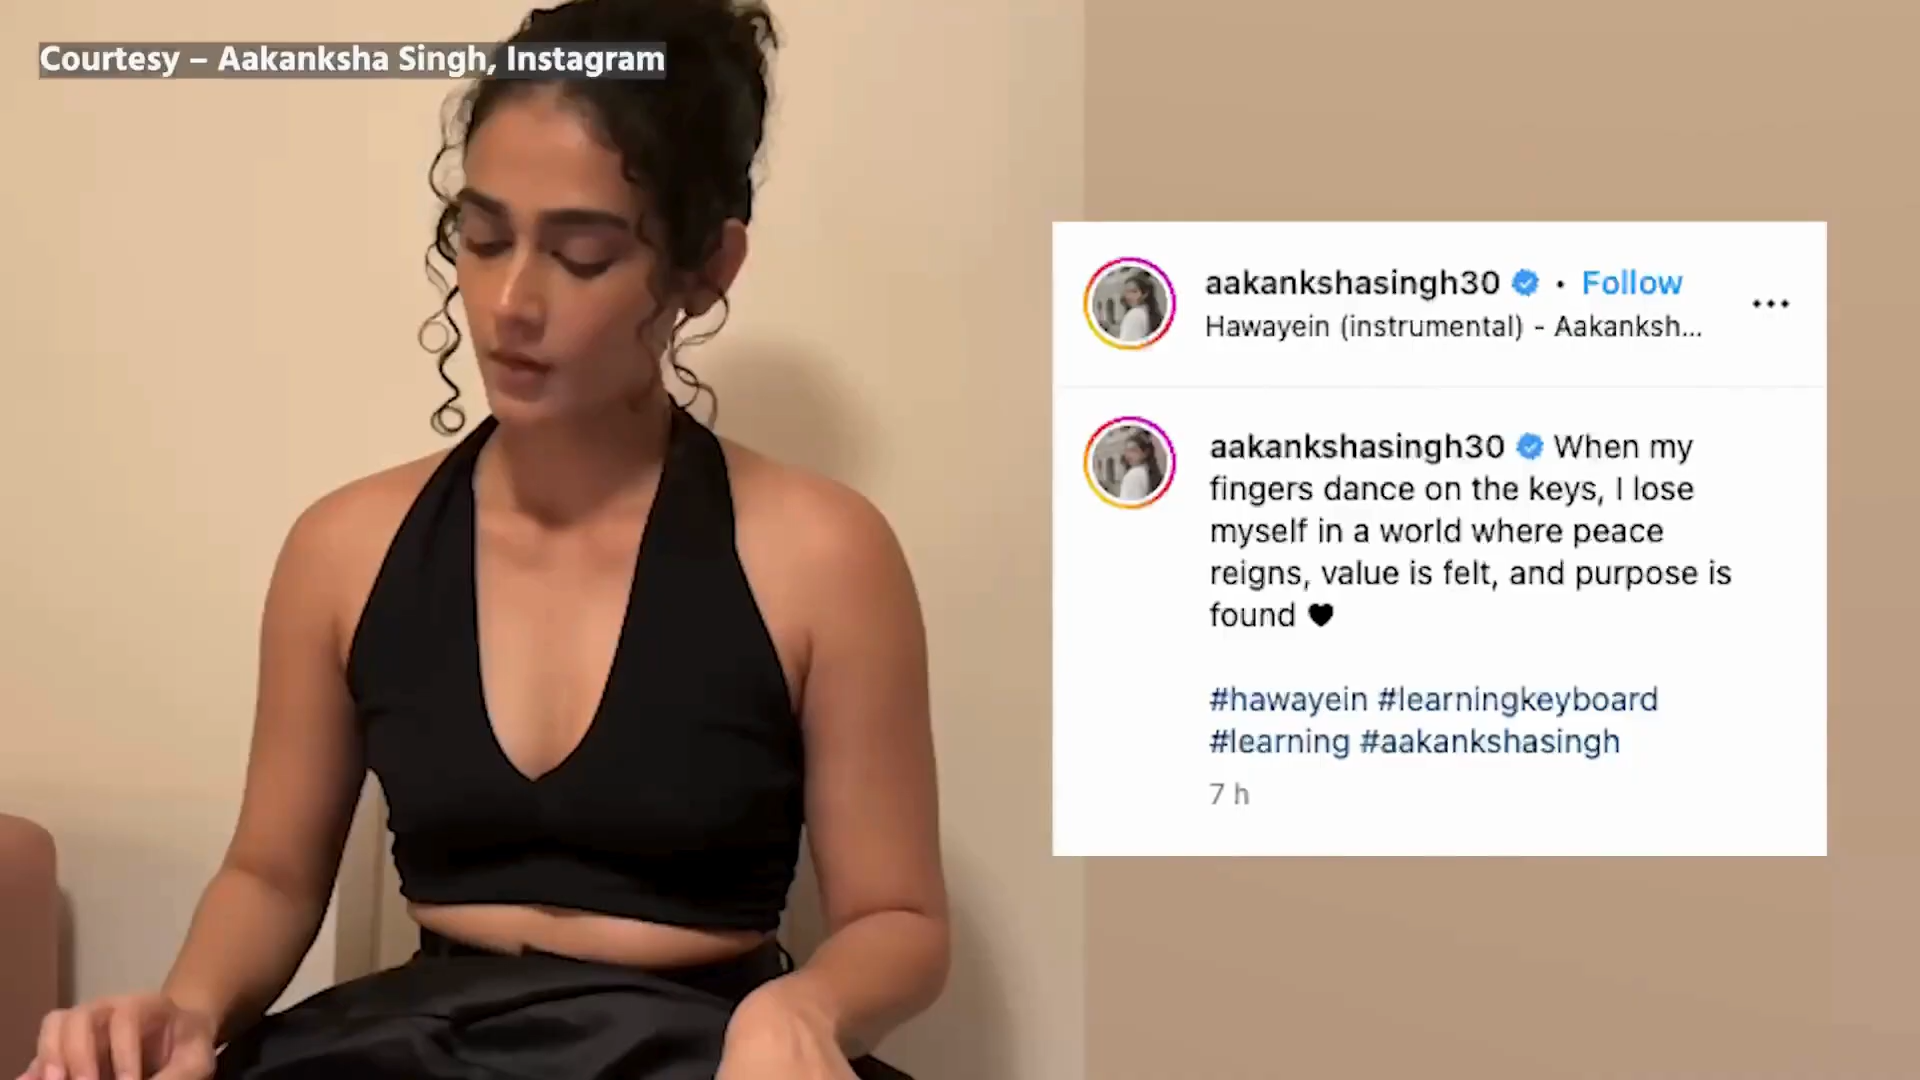 Courtesy – Aakanksha Singh, Instagram
aakankshasingh30 • Follow
Hawayein (instrumental) - Aakanksh...
aakankshasingh30 When my
fingers dance on the keys, I lose
myself in a world where peace
reigns, value is felt, and purpose is
found 🖤
#hawayein #learningkeyboard
#learning #aakankshasingh
7 h